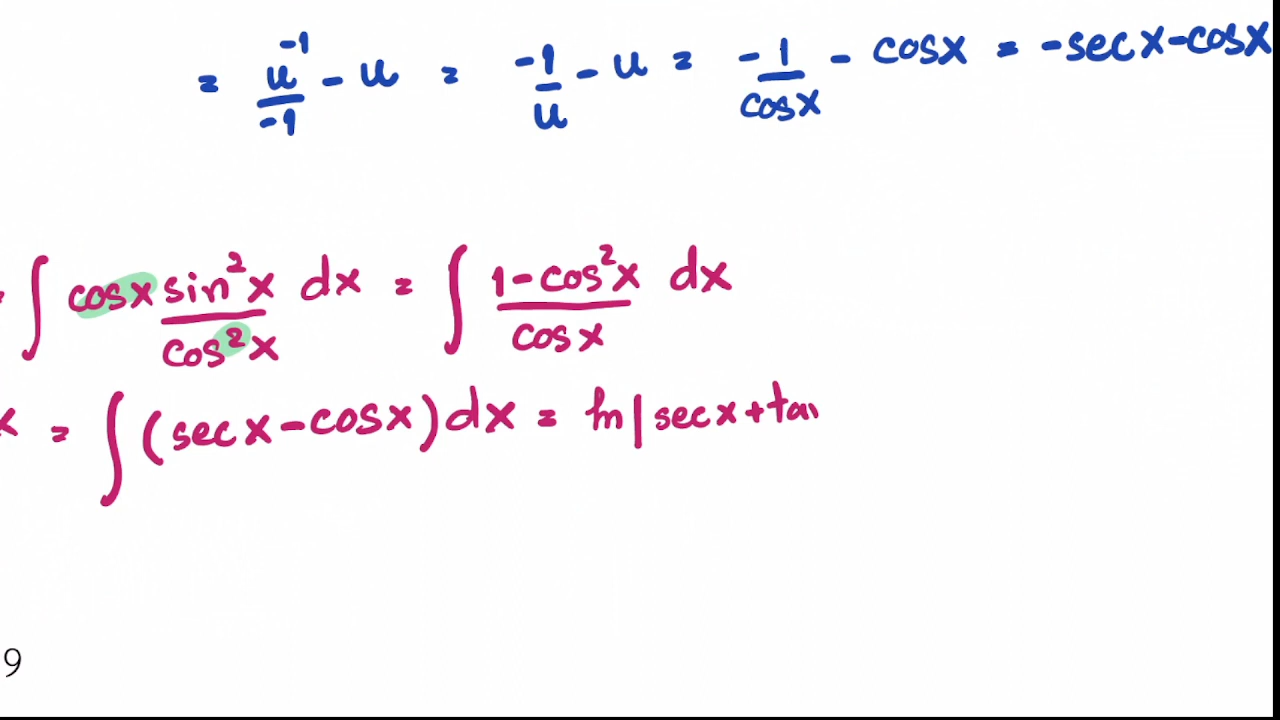 = u⁻¹/-1 - u = -1/u - u = -1/cosx - cosx = -secx-cosx
= ∫ cosx sin²x/cos²x dx = ∫ 1-cos²x/cosx dx
x = ∫ (secx-cosx)dx = ln|secx+tan
9